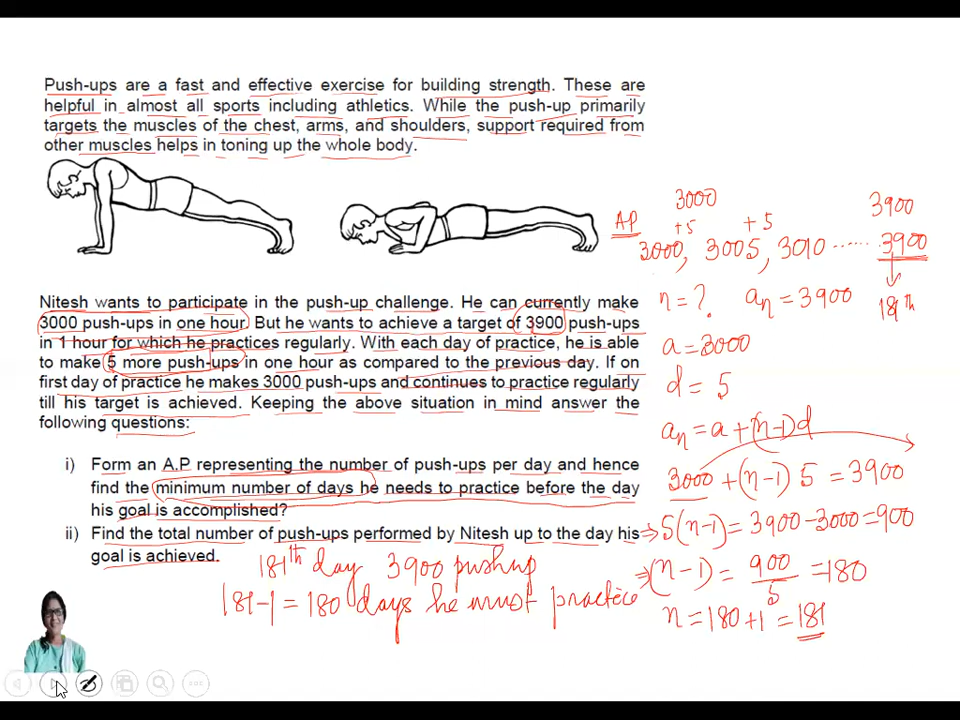 Push-ups are a fast and effective exercise for building strength. These are
helpful in almost all sports including athletics. While the push-up primarily
targets the muscles of the chest, arms, and shoulders, support required from
other muscles helps in toning up the whole body.
Nitesh wants to participate in the push-up challenge. He can currently make
3000 push-ups in one hour. But he wants to achieve a target of 3900 push-ups
in 1 hour for which he practices regularly. With each day of practice, he is able
to make 5 more push-ups in one hour as compared to the previous day. If on
first day of practice he makes 3000 push-ups and continues to practice regularly
till his target is achieved. Keeping the above situation in mind answer the
following questions:
i) Form an A.P representing the number of push-ups per day and hence
find the minimum number of days he needs to practice before the day
his goal is accomplished?
ii) Find the total number of push-ups performed by Nitesh up to the day his
goal is achieved.
181th day 3900 pushup
181-1 = 180 days he must practice
3000 3900
+5 +5
AP 3000, 3005, 3010 ...... 3900
n = ?. an = 3900 181th
a = 3000
d = 5
an = a + (n-1)d
3000 + (n-1) 5 = 3900
⇒ 5(n-1) = 3900-3000 = 900
⇒ (n-1) = 900/5 = 180
n = 180 + 1 = 181